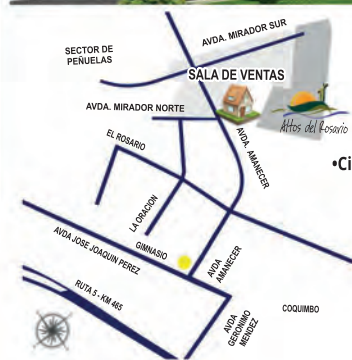 AVDA. MIRADOR SUR
SECTOR DE
PEÑUELAS
SALA DE VENTAS
AVDA. MIRADOR NORTE
Altos del Rosario
EL ROSARIO
AVDA. AMANECER
•Ci
LA ORACION
GIMNASIO
AVDA JOSE JOAQUIN PEREZ
AVDA
AMANECER
RUTA 5 - KM 465
COQUIMBO
AVDA
GERONIMO
MENDEZ